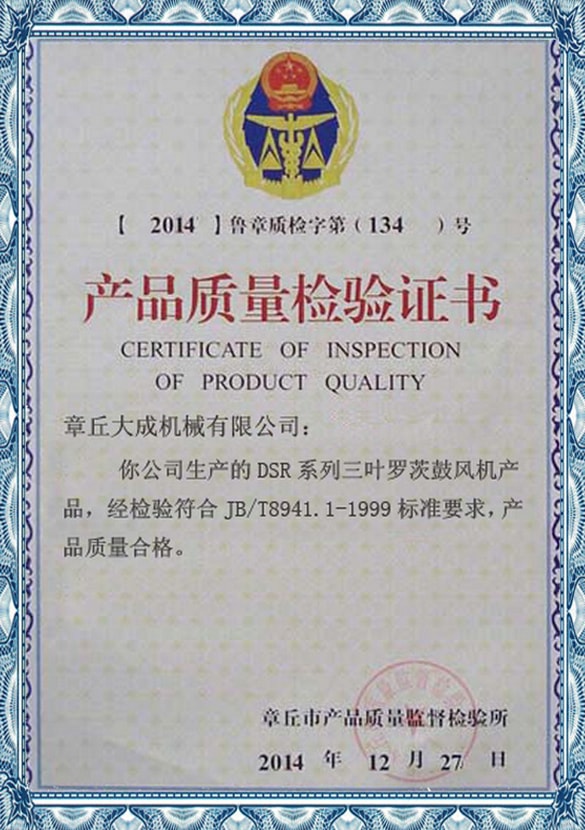 【 2014 】鲁章质检字第（134 ）号
产品质量检验证书
CERTIFICATE OF INSPECTION
OF PRODUCT QUALITY
章丘大成机械有限公司：
你公司生产的 DSR 系列三叶罗茨鼓风机产
品，经检验符合 JB/T8941.1-1999 标准要求，产
品质量合格。
章丘市产品质量监督检验所
2014 年 12 月 27 日